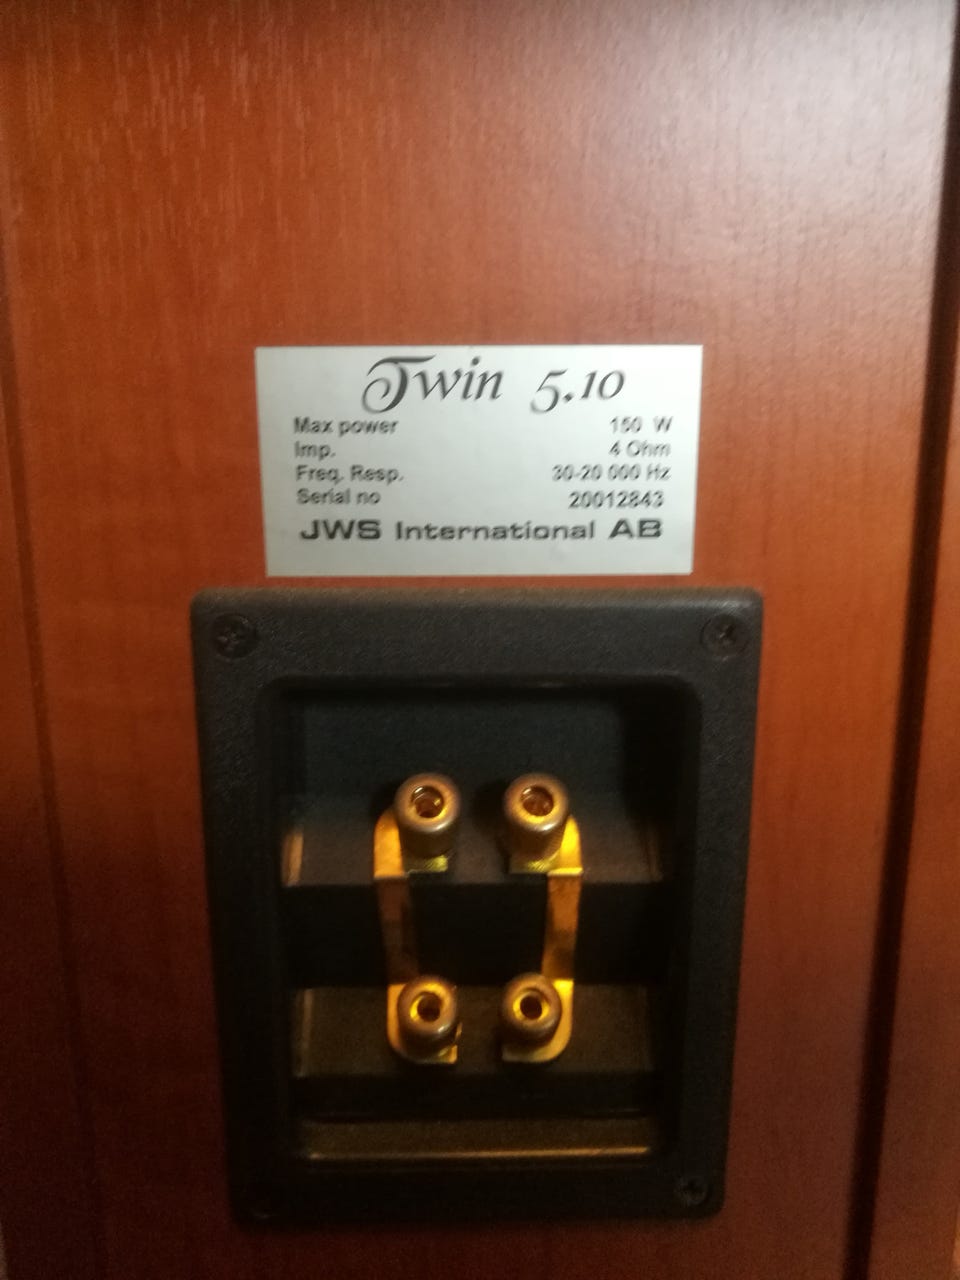 Twin 5.10
Max power 150 W
Imp. 4 Ohm
Freq. Resp. 30-20 000 Hz
Serial no 20012843
JWS International AB